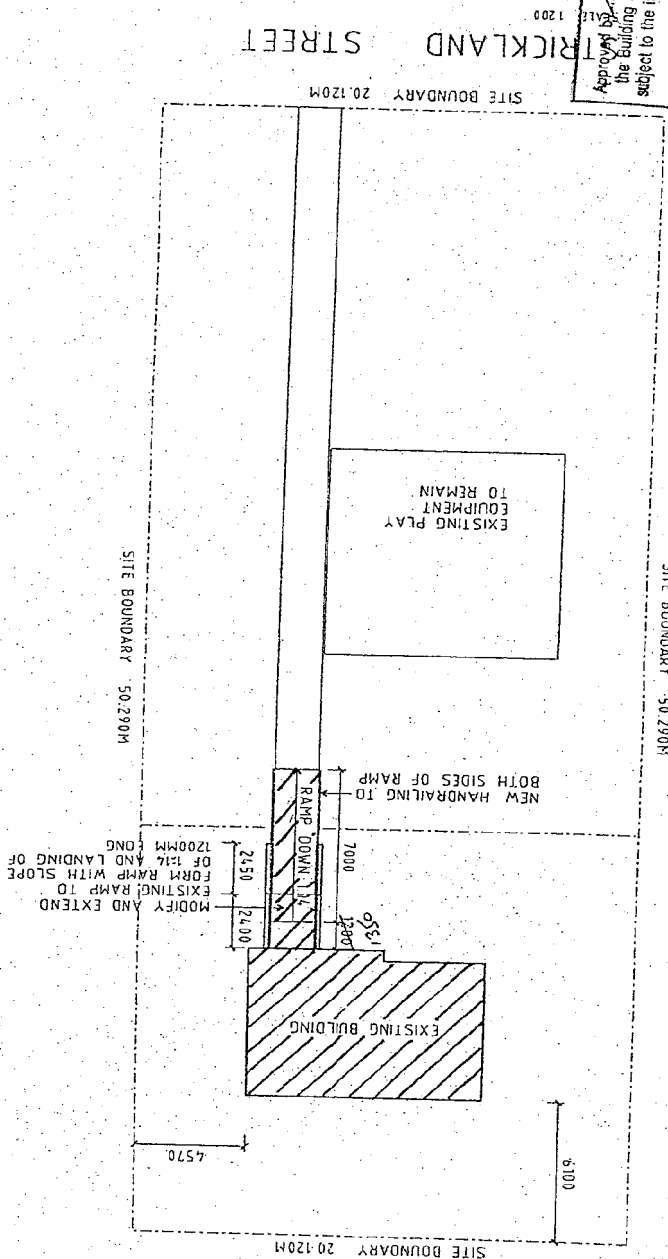 SITE BOUNDARY 20.120M
6100
4570
EXISTING BUILDING
1200
1350
7000
2400
2450
MODIFY AND EXTEND
EXISTING RAMP TO
FORM RAMP WITH SLOPE
OF 1:14 AND LANDING OF
1200MM LONG
RAMP DOWN 1:14
NEW HANDRAILING TO
BOTH SIDES OF RAMP
SITE BOUNDARY 50.290M
SITE BOUNDARY 50.290M
EXISTING PLAY
EQUIPMENT
TO REMAIN
SITE BOUNDARY 20.120M
TRICKLAND STREET
1:200
Approved by
the Building
subject to the